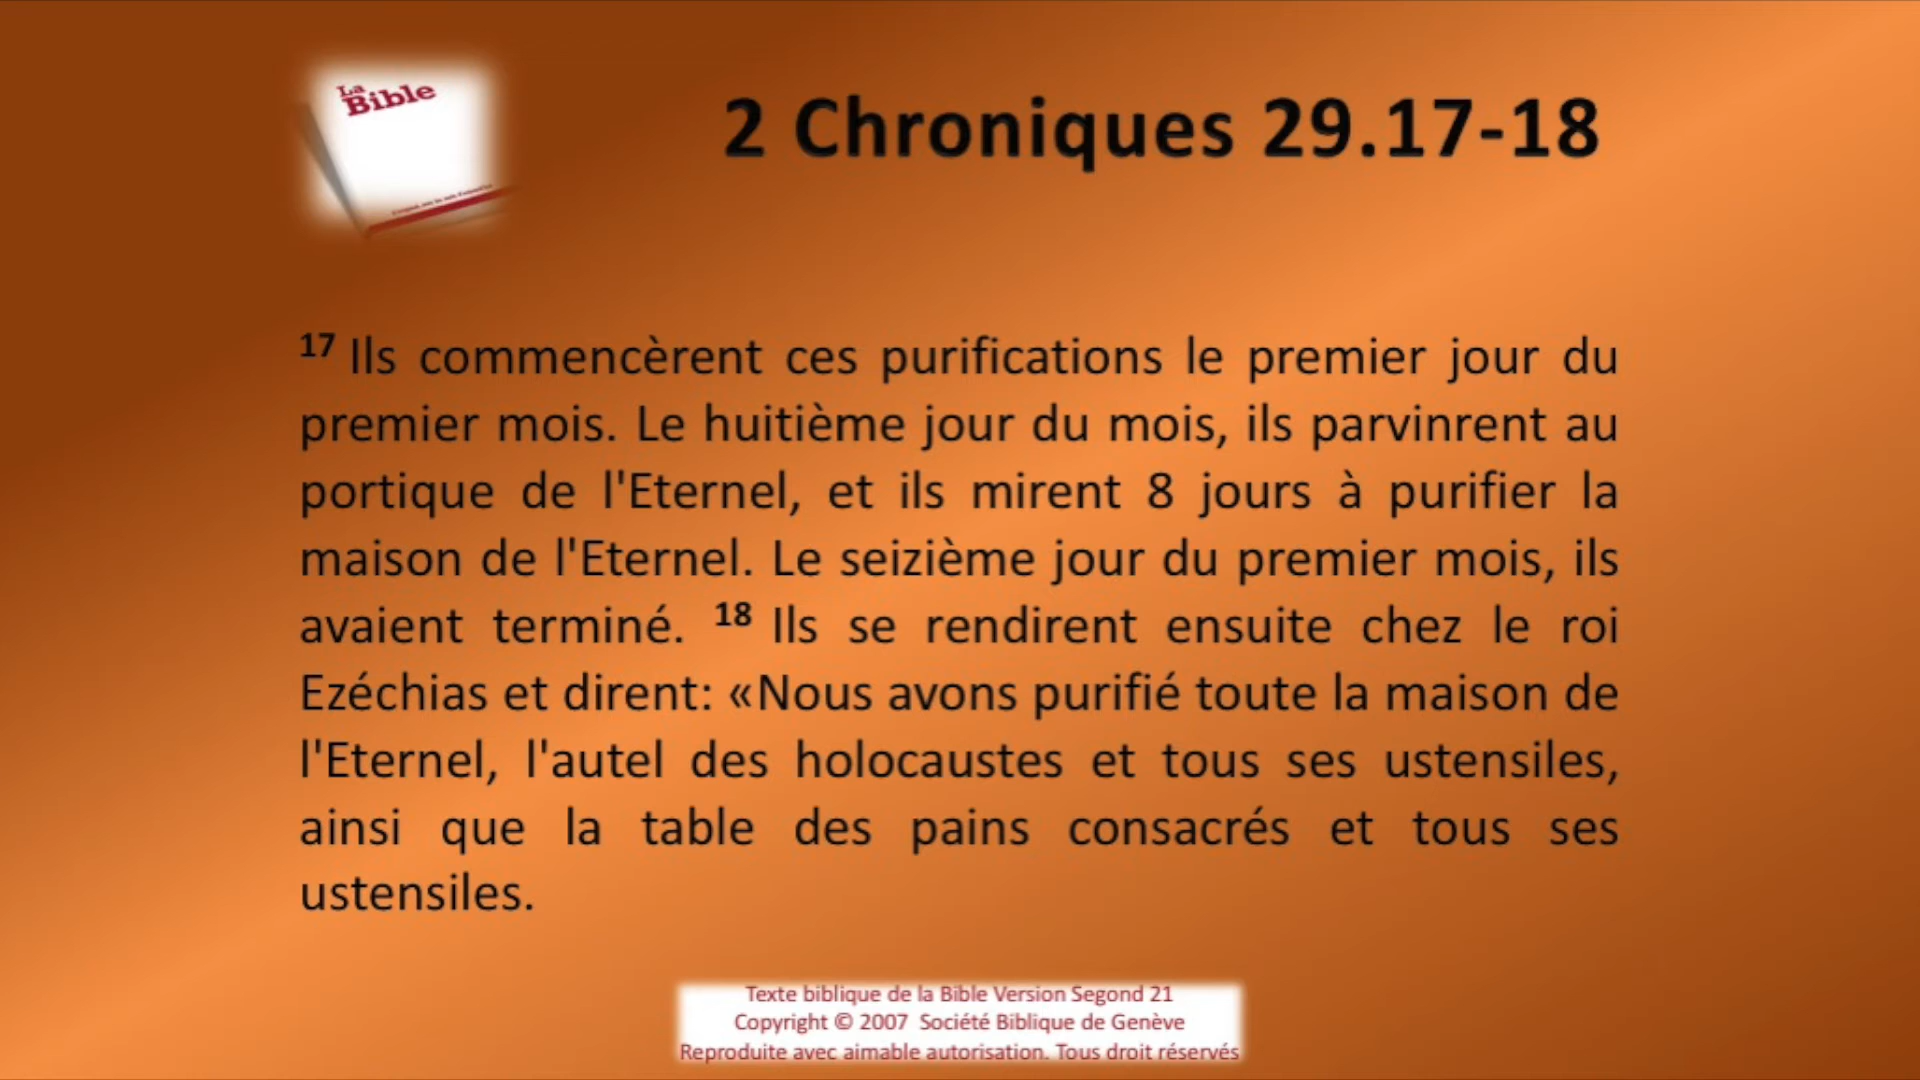 La
Bible
2 Chroniques 29.17-18
17 Ils commencèrent ces purifications le premier jour du
premier mois. Le huitième jour du mois, ils parvinrent au
portique de l'Eternel, et ils mirent 8 jours à purifier la
maison de l'Eternel. Le seizième jour du premier mois, ils
avaient terminé. 18 Ils se rendirent ensuite chez le roi
Ezéchias et dirent: «Nous avons purifié toute la maison de
l'Eternel, l'autel des holocaustes et tous ses ustensiles,
ainsi que la table des pains consacrés et tous ses
ustensiles.
Texte biblique de la Bible Version Segond 21
Copyright © 2007 Société Biblique de Genève
Reproduite avec aimable autorisation. Tous droit réservés